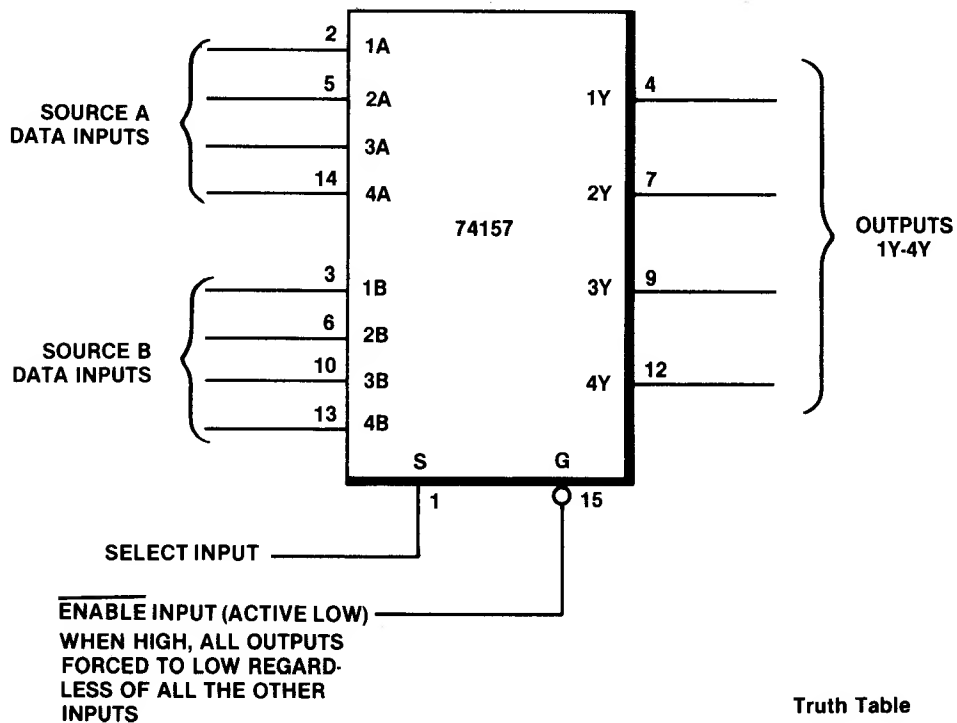 SOURCE A
DATA INPUTS
2
1A
5
2A
3A
14
4A
SOURCE B
DATA INPUTS
3
1B
6
2B
10
3B
13
4B
74157
1Y
4
2Y
7
3Y
9
4Y
12
OUTPUTS
1Y-4Y
S
G
1
15
SELECT INPUT
ENABLE INPUT (ACTIVE LOW)
WHEN HIGH, ALL OUTPUTS
FORCED TO LOW REGARD-
LESS OF ALL THE OTHER
INPUTS
Truth Table